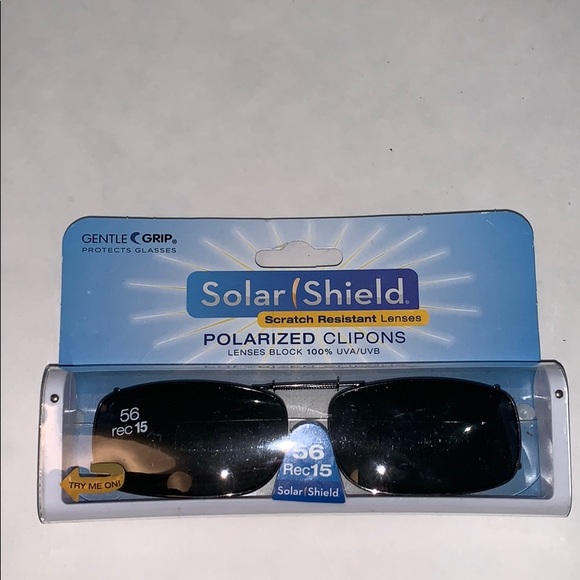 GENTLE GRIP®
PROTECTS GLASSES
Solar Shield®
Scratch Resistant Lenses
POLARIZED CLIPONS
LENSES BLOCK 100% UVA/UVB
56
rec 15
56
Rec15
Solar Shield
TRY ME ON!